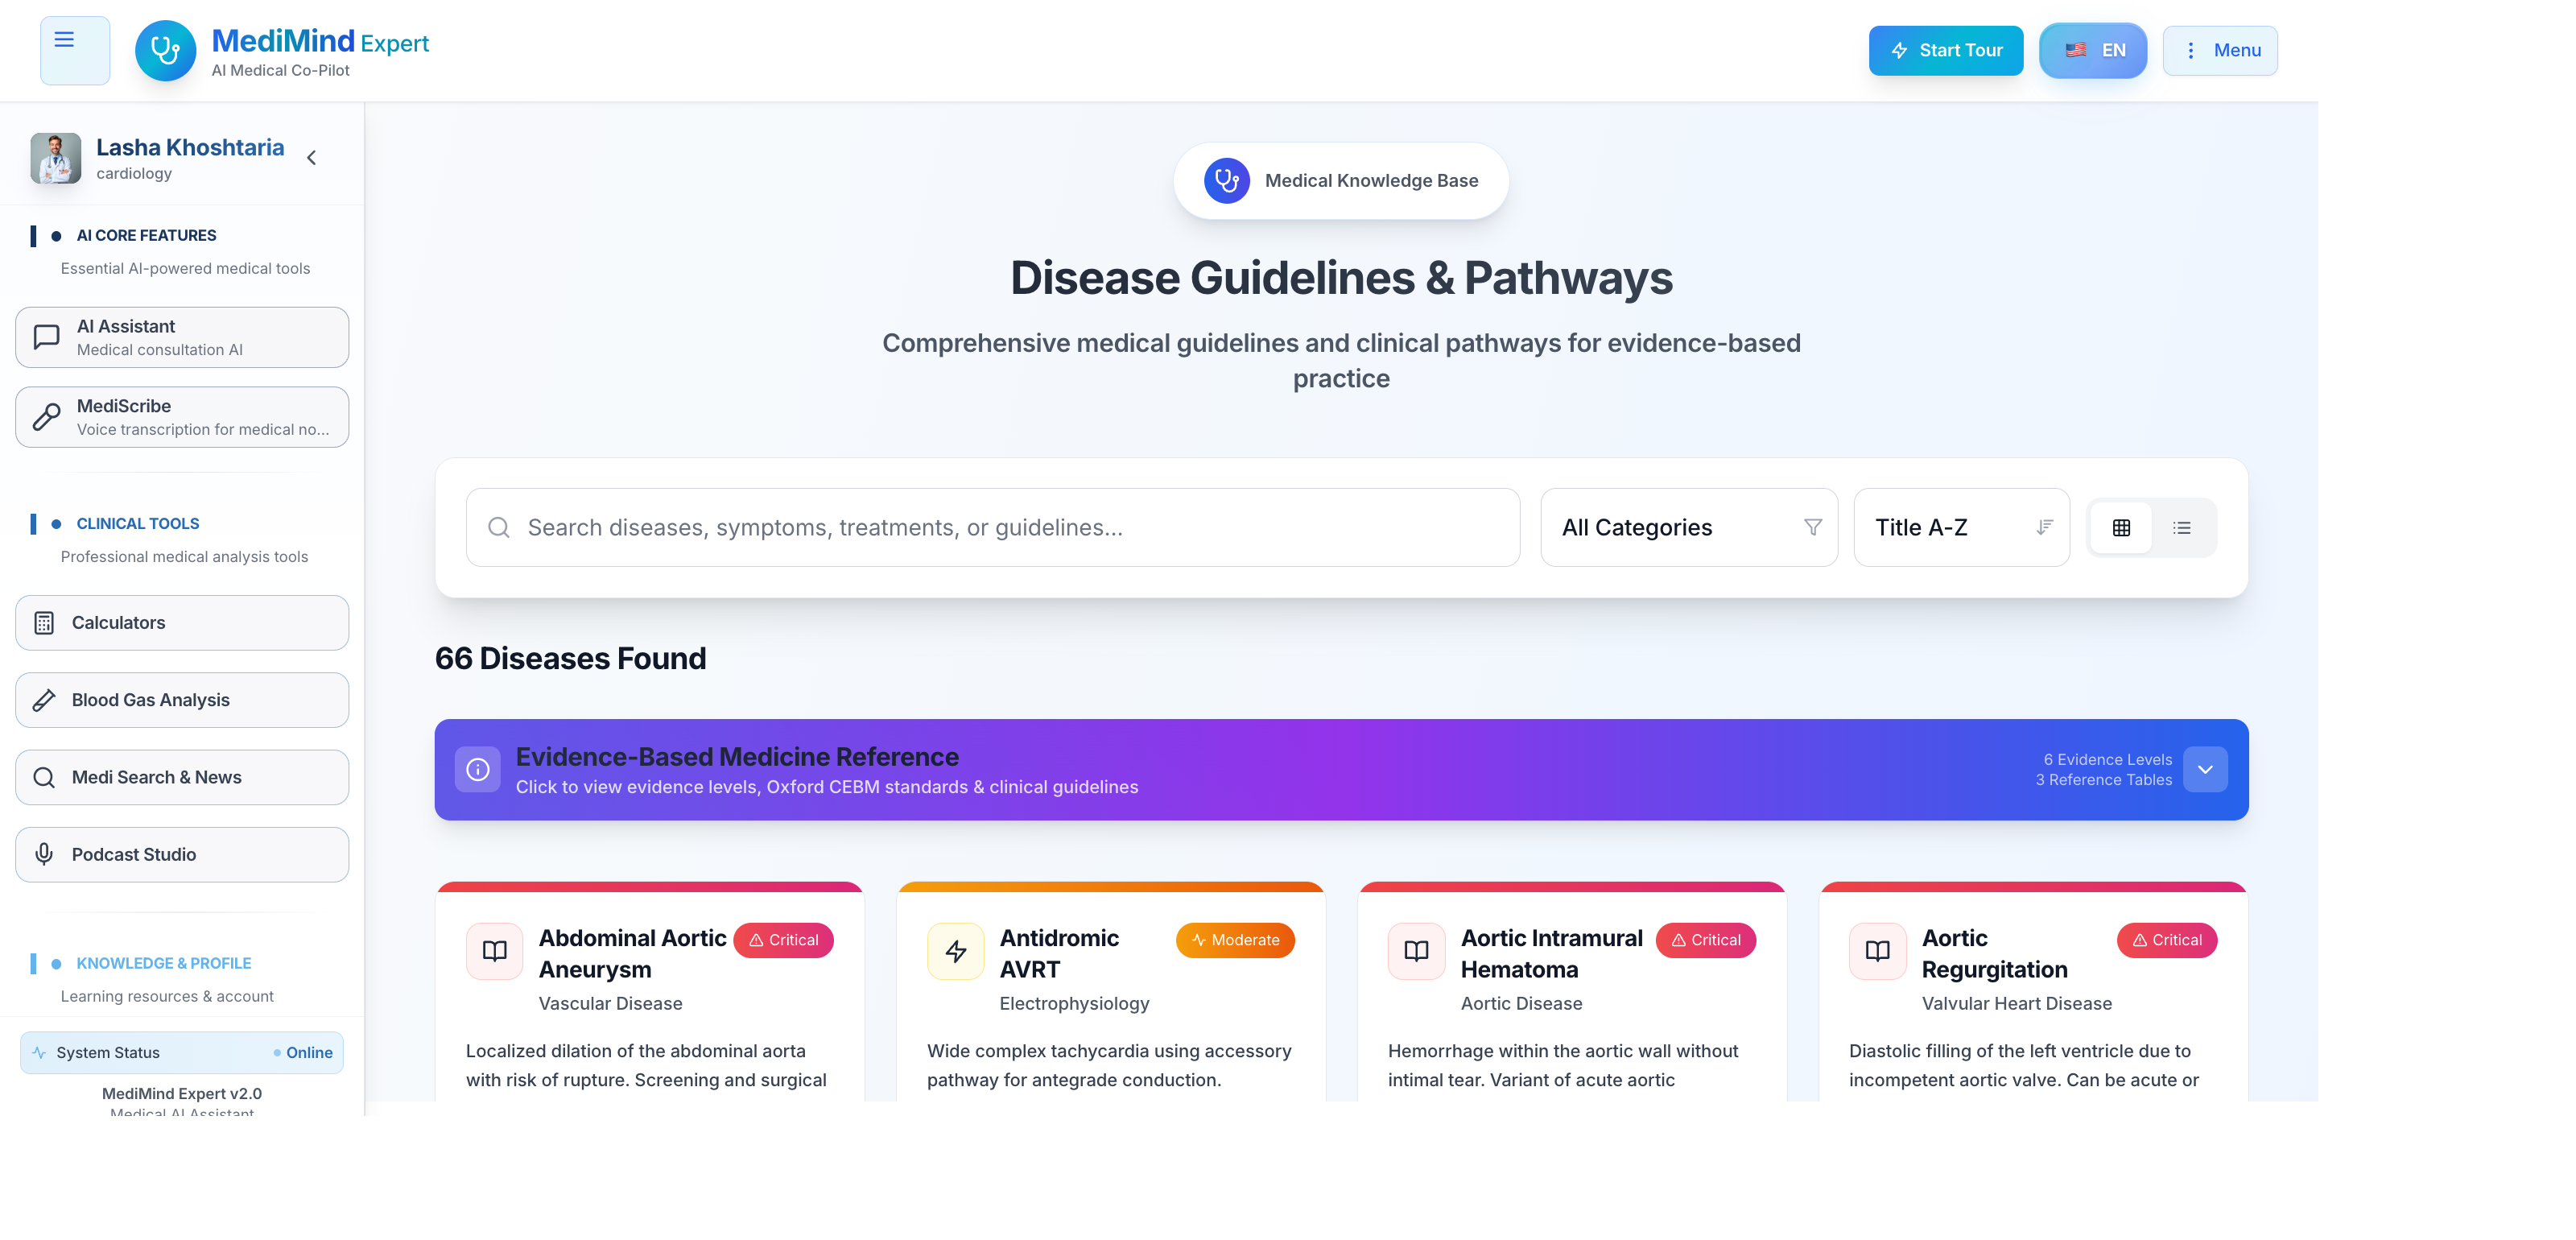 MediMind Expert
AI Medical Co-Pilot
Start Tour
EN
Menu
Lasha Khoshtaria
cardiology
AI CORE FEATURES
Essential AI-powered medical tools
AI Assistant
Medical consultation AI
MediScribe
Voice transcription for medical no...
CLINICAL TOOLS
Professional medical analysis tools
Calculators
Blood Gas Analysis
Medi Search & News
Podcast Studio
KNOWLEDGE & PROFILE
Learning resources & account
System Status
Online
MediMind Expert v2.0
Medical AI Assistant
Medical Knowledge Base
Disease Guidelines & Pathways
Comprehensive medical guidelines and clinical pathways for evidence-based
practice
Search diseases, symptoms, treatments, or guidelines...
All Categories
Title A-Z
66 Diseases Found
Evidence-Based Medicine Reference
Click to view evidence levels, Oxford CEBM standards & clinical guidelines
6 Evidence Levels
3 Reference Tables
Abdominal Aortic
Aneurysm
Critical
Vascular Disease
Localized dilation of the abdominal aorta
with risk of rupture. Screening and surgical
Antidromic
AVRT
Moderate
Electrophysiology
Wide complex tachycardia using accessory
pathway for antegrade conduction.
Aortic Intramural
Hematoma
Critical
Aortic Disease
Hemorrhage within the aortic wall without
intimal tear. Variant of acute aortic
Aortic
Regurgitation
Critical
Valvular Heart Disease
Diastolic filling of the left ventricle due to
incompetent aortic valve. Can be acute or